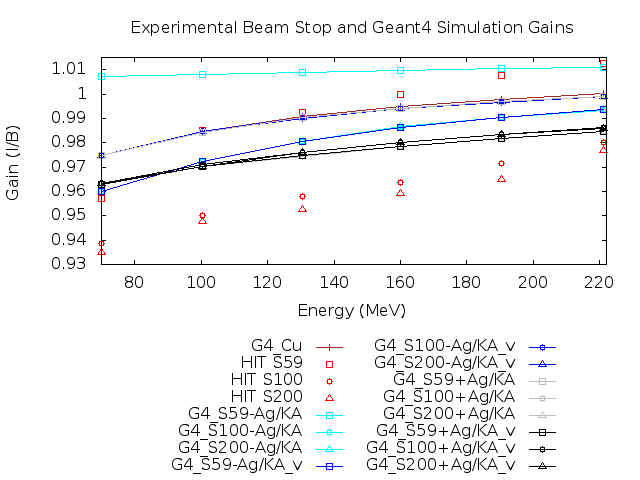 Experimental Beam Stop and Geant4 Simulation Gains
1.01
1
0.99
0.98
0.97
0.96
0.95
0.94
0.93
Gain (I/B)
80 100 120 140 160 180 200 220
Energy (MeV)
G4_Cu
HIT S59
HIT S100
HIT S200
G4_S59-Ag/KA
G4_S100-Ag/KA
G4_S200-Ag/KA
G4_S59-Ag/KA_v
G4_S100-Ag/KA_v
G4_S200-Ag/KA_v
G4_S59+Ag/KA
G4_S100+Ag/KA
G4_S200+Ag/KA
G4_S59+Ag/KA_v
G4_S100+Ag/KA_v
G4_S200+Ag/KA_v